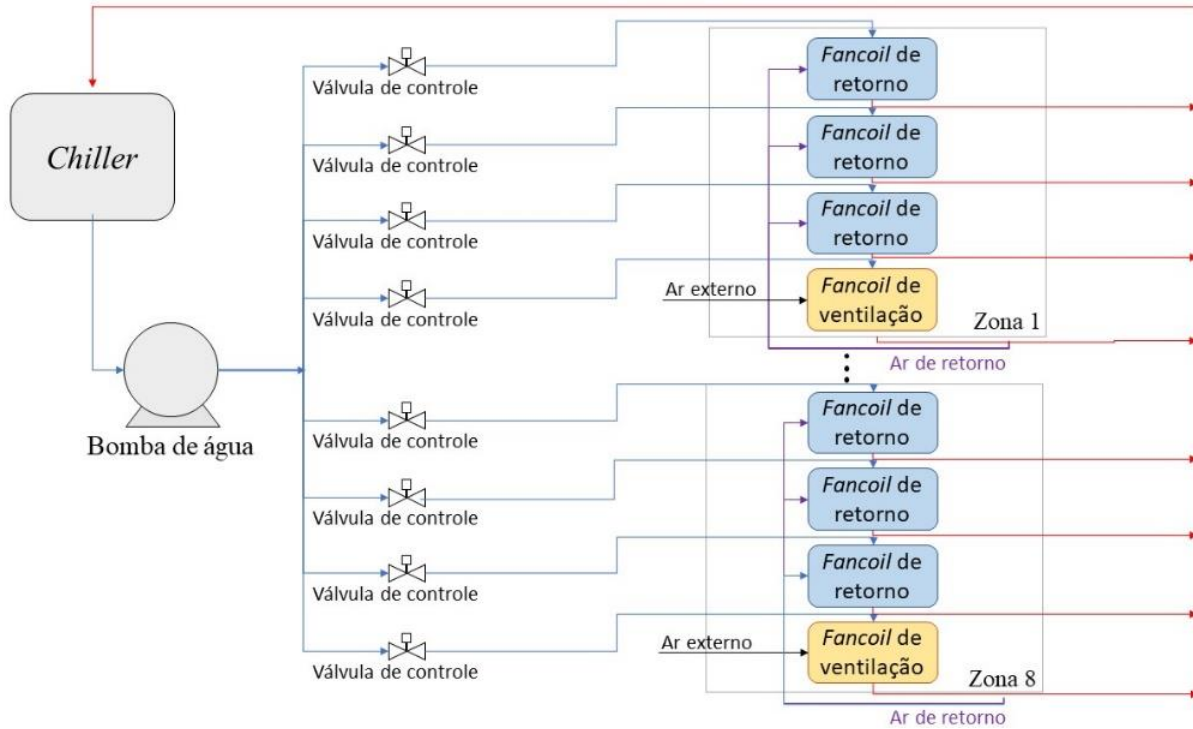 Chiller
Bomba de água
Válvula de controle
Válvula de controle
Válvula de controle
Válvula de controle
Válvula de controle
Válvula de controle
Válvula de controle
Válvula de controle
Fancoil de
retorno
Fancoil de
retorno
Fancoil de
retorno
Ar externo
Fancoil de
ventilação
Zona 1
Ar de retorno
Fancoil de
retorno
Fancoil de
retorno
Fancoil de
retorno
Ar externo
Fancoil de
ventilação
Zona 8
Ar de retorno